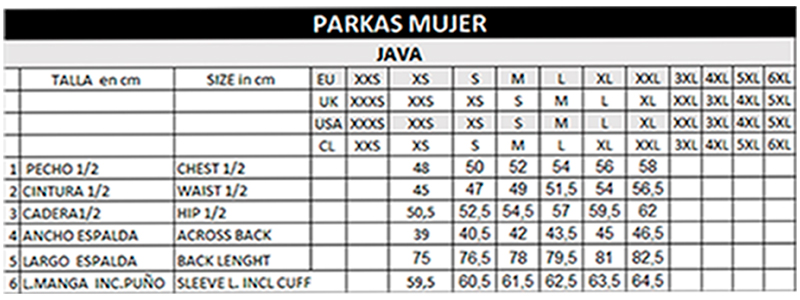 PARKAS MUJER
JAVA
TALLA en cm SIZE in cm EU XXS XS S M L XL XXL 3XL 4XL 5XL 6XL
UK XXXS XXS XS S M L XL XXL 3XL 4XL 5XL
USA XXXS XXS XS S M L XL XXL 3XL 4XL 5XL
CL XXS XS S M L XL XXL 3XL 4XL 5XL 6XL
1 PECHO 1/2 CHEST 1/2 48 50 52 54 56 58
2 CINTURA 1/2 WAIST 1/2 45 47 49 51,5 54 56,5
3 CADERA1/2 HIP 1/2 50,5 52,5 54,5 57 59,5 62
4 ANCHO ESPALDA ACROSS BACK 39 40,5 42 43,5 45 46,5
5 LARGO ESPALDA BACK LENGHT 75 76,5 78 79,5 81 82,5
6 L.MANGA INC.PUÑO SLEEVE L. INCL CUFF 59,5 60,5 61,5 62,5 63,5 64,5